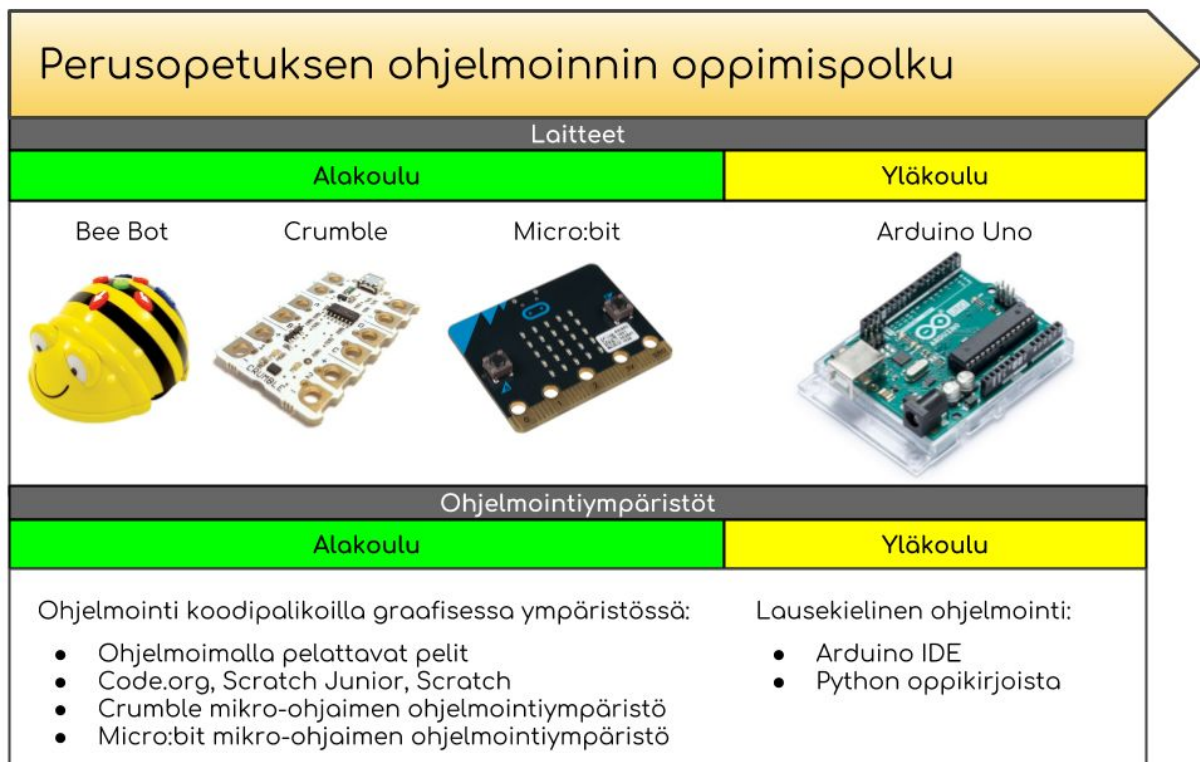 Perusopetuksen ohjelmoinnin oppimispolku
Laitteet
Alakoulu
Yläkoulu
Bee Bot
Crumble
Micro:bit
Arduino Uno
CRUMBLE
Ohjelmointiympäristöt
Alakoulu
Yläkoulu
Ohjelmointi koodipalikoilla graafisessa ympäristössä:
● Ohjelmoimalla pelattavat pelit
● Code.org, Scratch Junior, Scratch
● Crumble mikro-ohjaimen ohjelmointiympäristö
● Micro:bit mikro-ohjaimen ohjelmointiympäristö
Lausekielinen ohjelmointi:
● Arduino IDE
● Python oppikirjoista